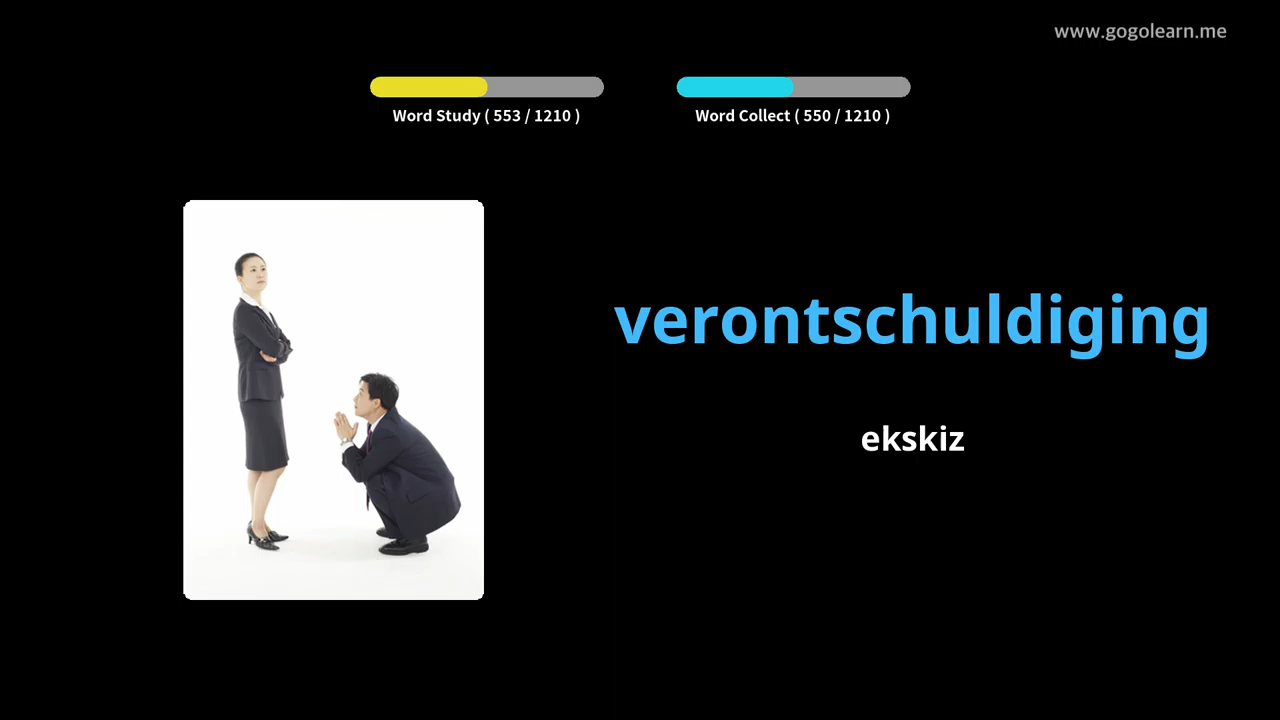 www.gogolearn.me
Word Study ( 553 / 1210 )
Word Collect ( 550 / 1210 )
verontschuldiging
ekskiz